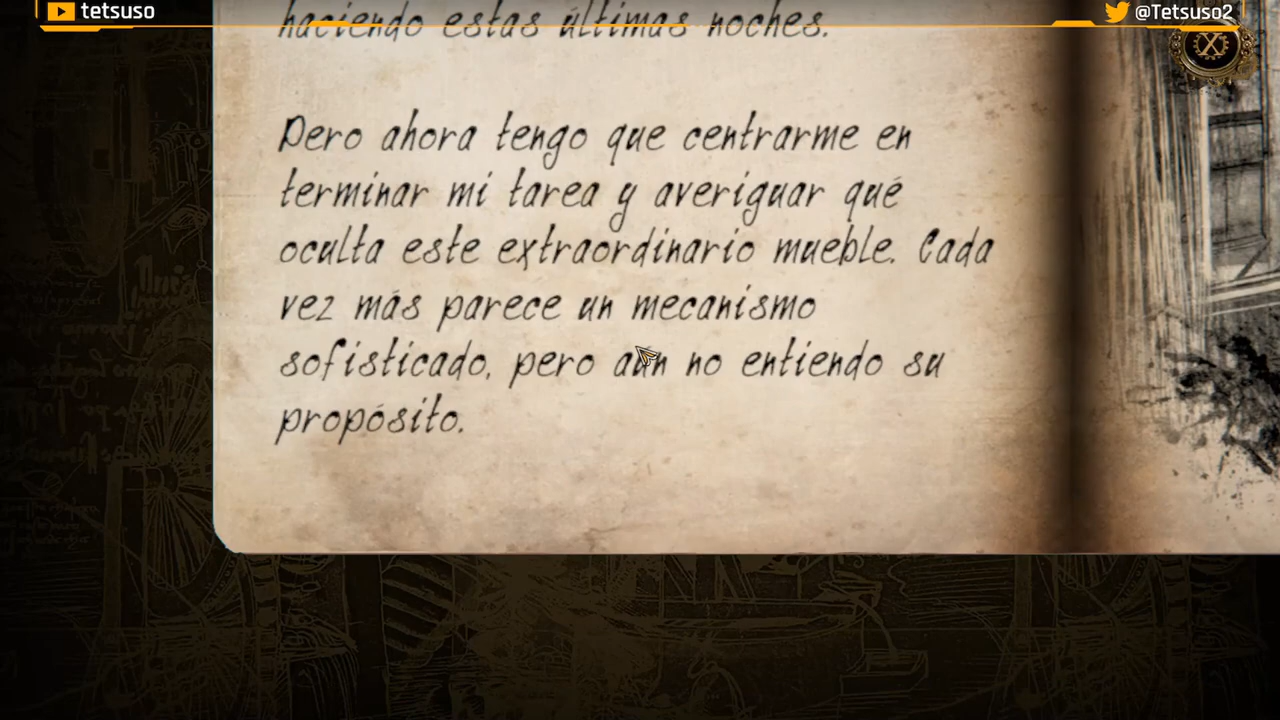 tetsuso
@Tetsuso2
haciendo estas últimas noches.
Pero ahora tengo que centrarme en
terminar mi tarea y averiguar qué
oculta este extraordinario mueble. Cada
vez más parece un mecanismo
sofisticado, pero aún no entiendo su
propósito.